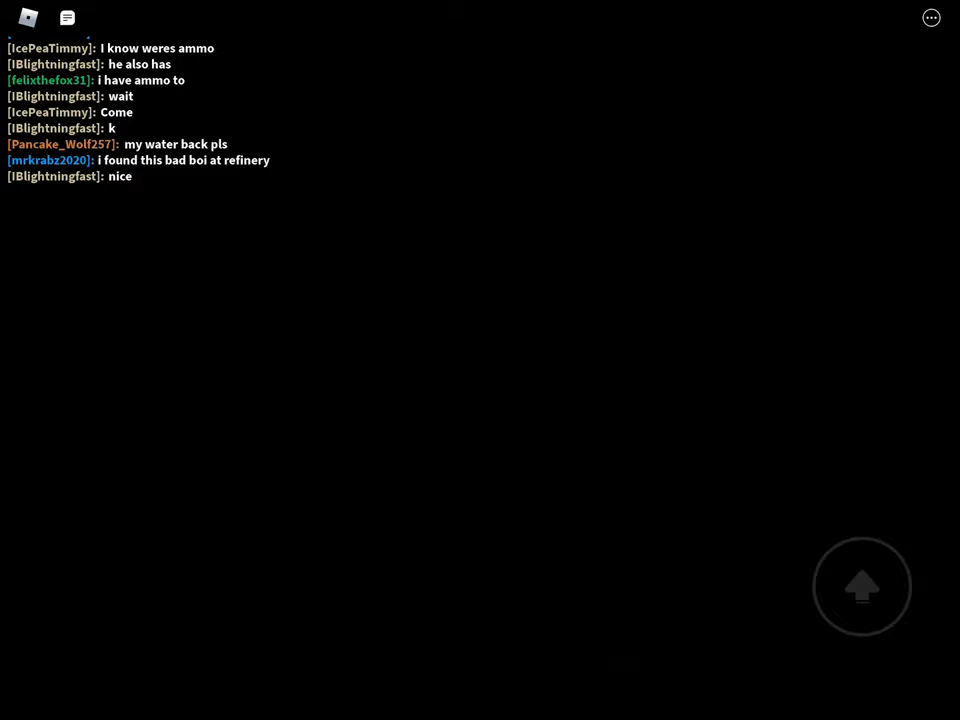 [IcePeaTimmy]: I know weres ammo
[IBlightningfast]: he also has
[felixthefox31]: i have ammo to
[IBlightningfast]: wait
[IcePeaTimmy]: Come
[IBlightningfast]: k
[Pancake_Wolf257]: my water back pls
[mrkrabz2020]: i found this bad boi at refinery
[IBlightningfast]: nice